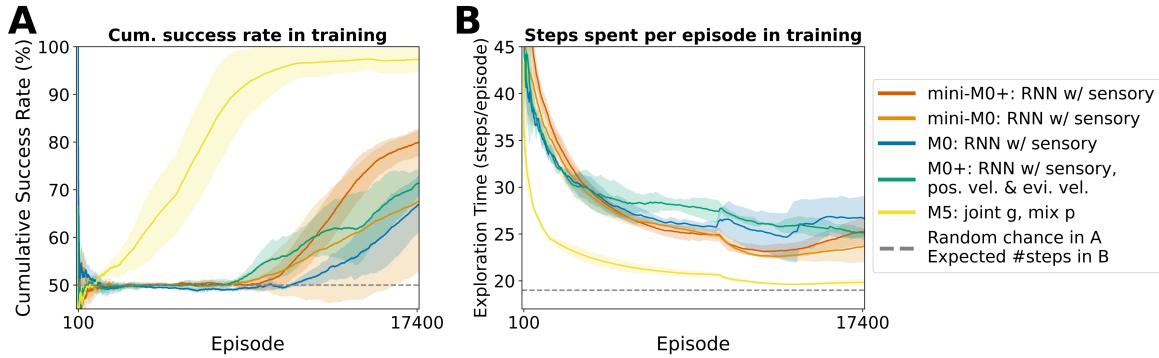 A
Cum. success rate in training
Cumulative Success Rate (%)
100
90
80
70
60
50
100
17400
Episode
B
Steps spent per episode in training
Exploration Time (steps/episode)
45
40
35
30
25
20
100
17400
Episode
mini-M0+: RNN w/ sensory
mini-M0: RNN w/ sensory
M0: RNN w/ sensory
M0+: RNN w/ sensory,
pos. vel. & evi. vel.
M5: joint g, mix p
Random chance in A
Expected #steps in B